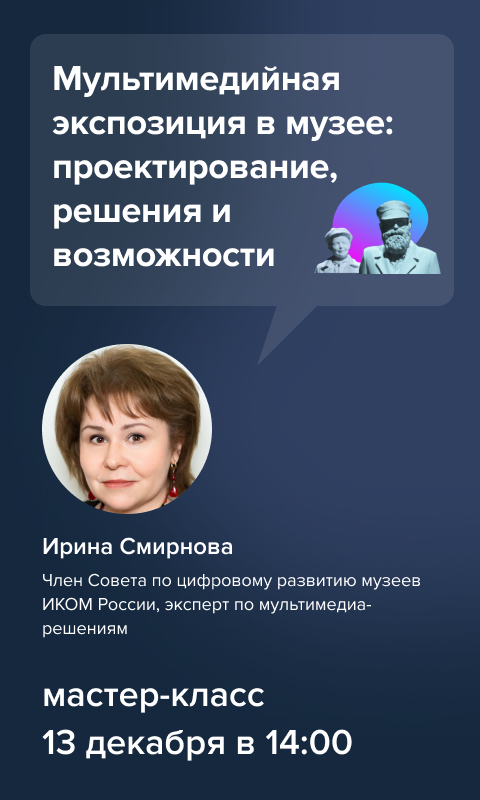 Мультимедийная
экспозиция в музее:
проектирование,
решения и
возможности
Ирина Смирнова
Член Совета по цифровому развитию музеев
ИКОМ России, эксперт по мультимедиа-
решениям
мастер-класс
13 декабря в 14:00